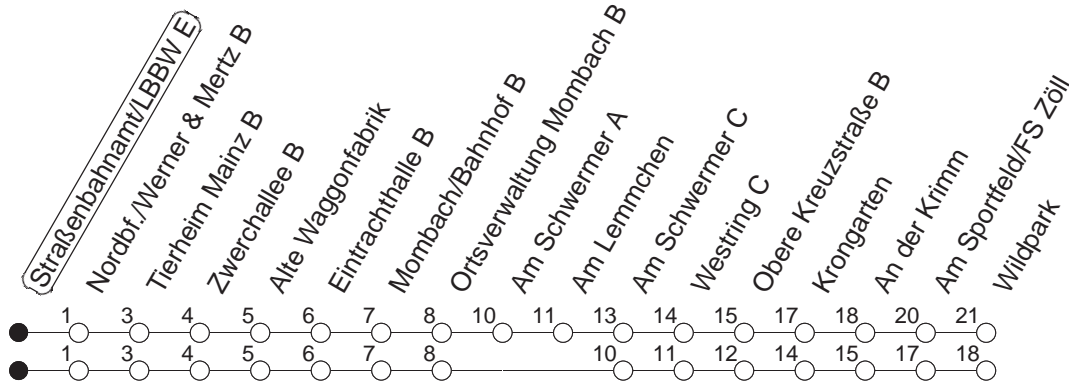 Straßenbahnamt/LBBW E
Nordbf./Werner & Mertz B
Tierheim Mainz B
Zwerchallee B
Alte Waggonfabrik
Eintrachthalle B
Mombach/Bahnhof B
Ortsverwaltung Mombach B
Am Schwermer A
Am Lemmchen
Am Schwermer C
Westring C
Obere Kreuzstraße B
Krongarten
An der Krimm
Am Sportfeld/FS Zöll
Wildpark
1 3 4 5 6 7 8 10 11 13 14 15 17 18 20 21
1 3 4 5 6 7 8 10 11 12 14 15 17 18